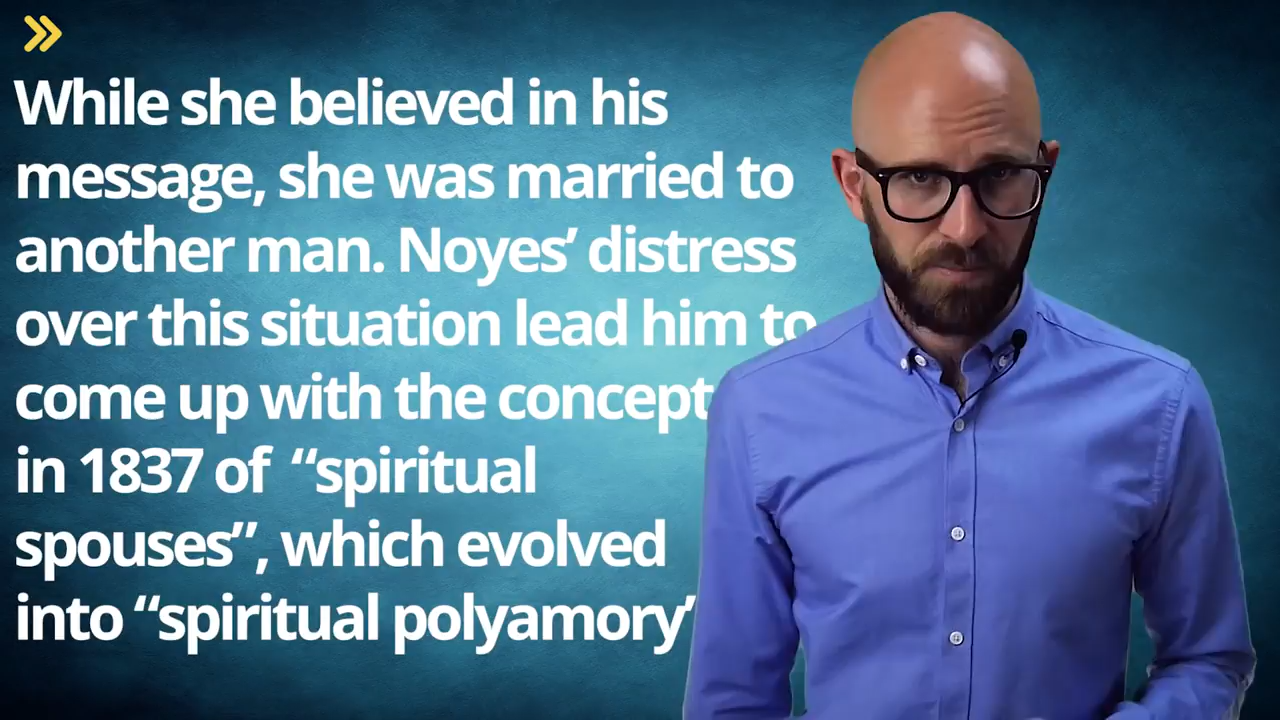 While she believed in his
message, she was married to
another man. Noyes’ distress
over this situation lead him to
come up with the concept
in 1837 of “spiritual
spouses”, which evolved
into “spiritual polyamory’